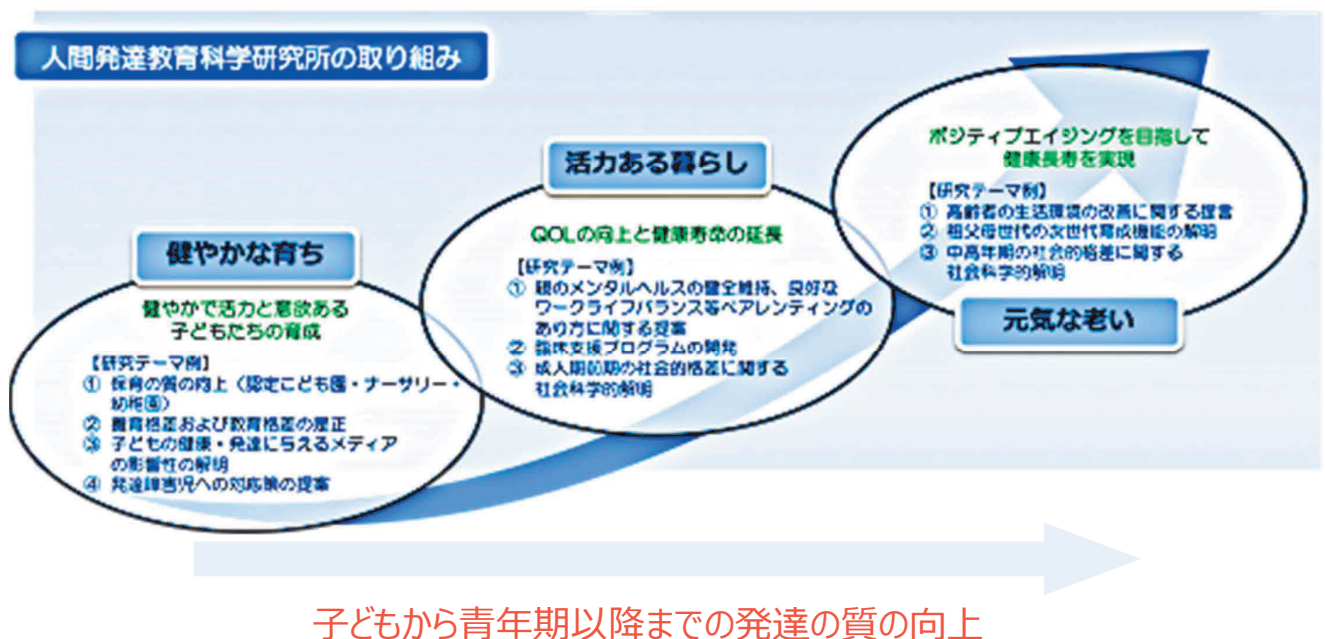 人間発達教育科学研究所の取り組み
健やかな育ち
健やかで活力と意欲ある
子どもたちの育成
【研究テーマ例】
① 保育の質の向上（認定こども園・ナーサリー・
幼稚園）
② 養育格差および教育格差の是正
③ 子どもの健康・発達に与えるメディア
の影響性の解明
④ 発達障害児への対応策の提案
活力ある暮らし
QOLの向上と健康寿命の延長
【研究テーマ例】
① 親のメンタルヘルスの健全維持、良好な
ワークライフバランス等ペアレンティングの
あり方に関する提案
② 臨床支援プログラムの開発
③ 成人期前期の社会的格差に関する
社会科学的解明
ポジティブエイジングを目指して
健康長寿を実現
【研究テーマ例】
① 高齢者の生活環境の改善に関する提言
② 祖父母世代の次世代育成機能の解明
③ 中高年期の社会的格差に関する
社会科学的解明
元気な老い
子どもから青年期以降までの発達の質の向上